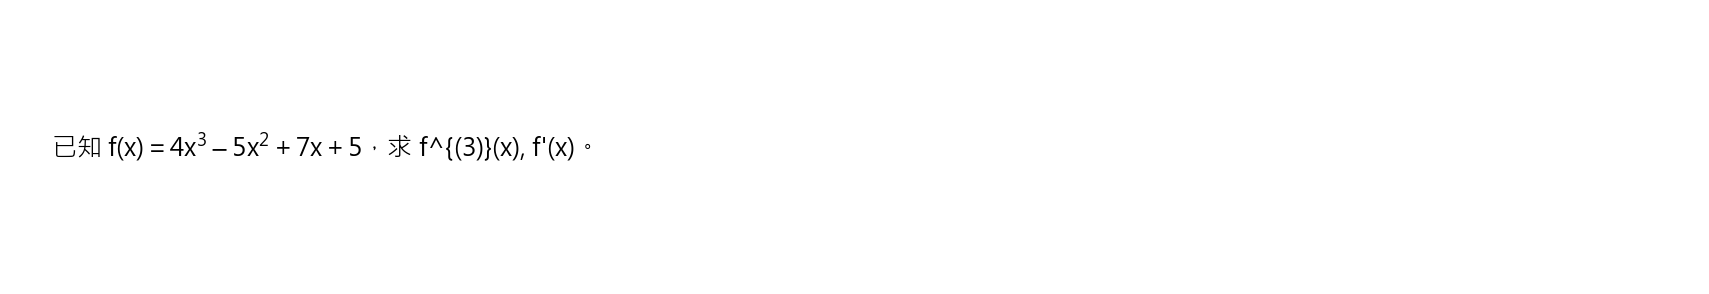 已知 f(x) = 4x³ – 5x² + 7x + 5，求 f^{(3)}(x), f'(x)。